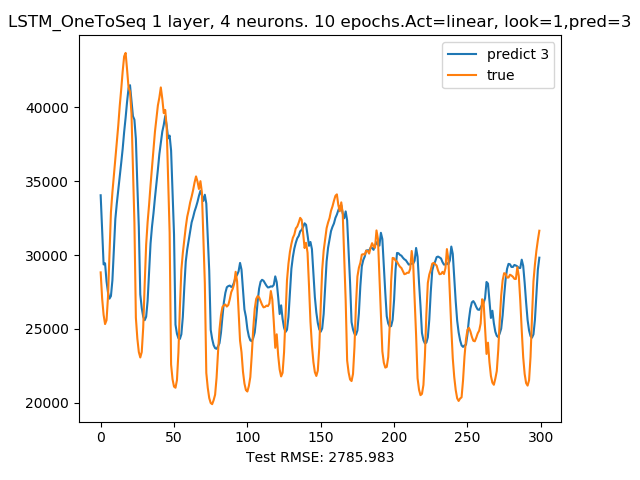 LSTM_OneToSeq 1 layer, 4 neurons. 10 epochs.Act=linear, look=1,pred=3
predict 3
true
40000
35000
30000
25000
20000
0 50 100 150 200 250 300
Test RMSE: 2785.983